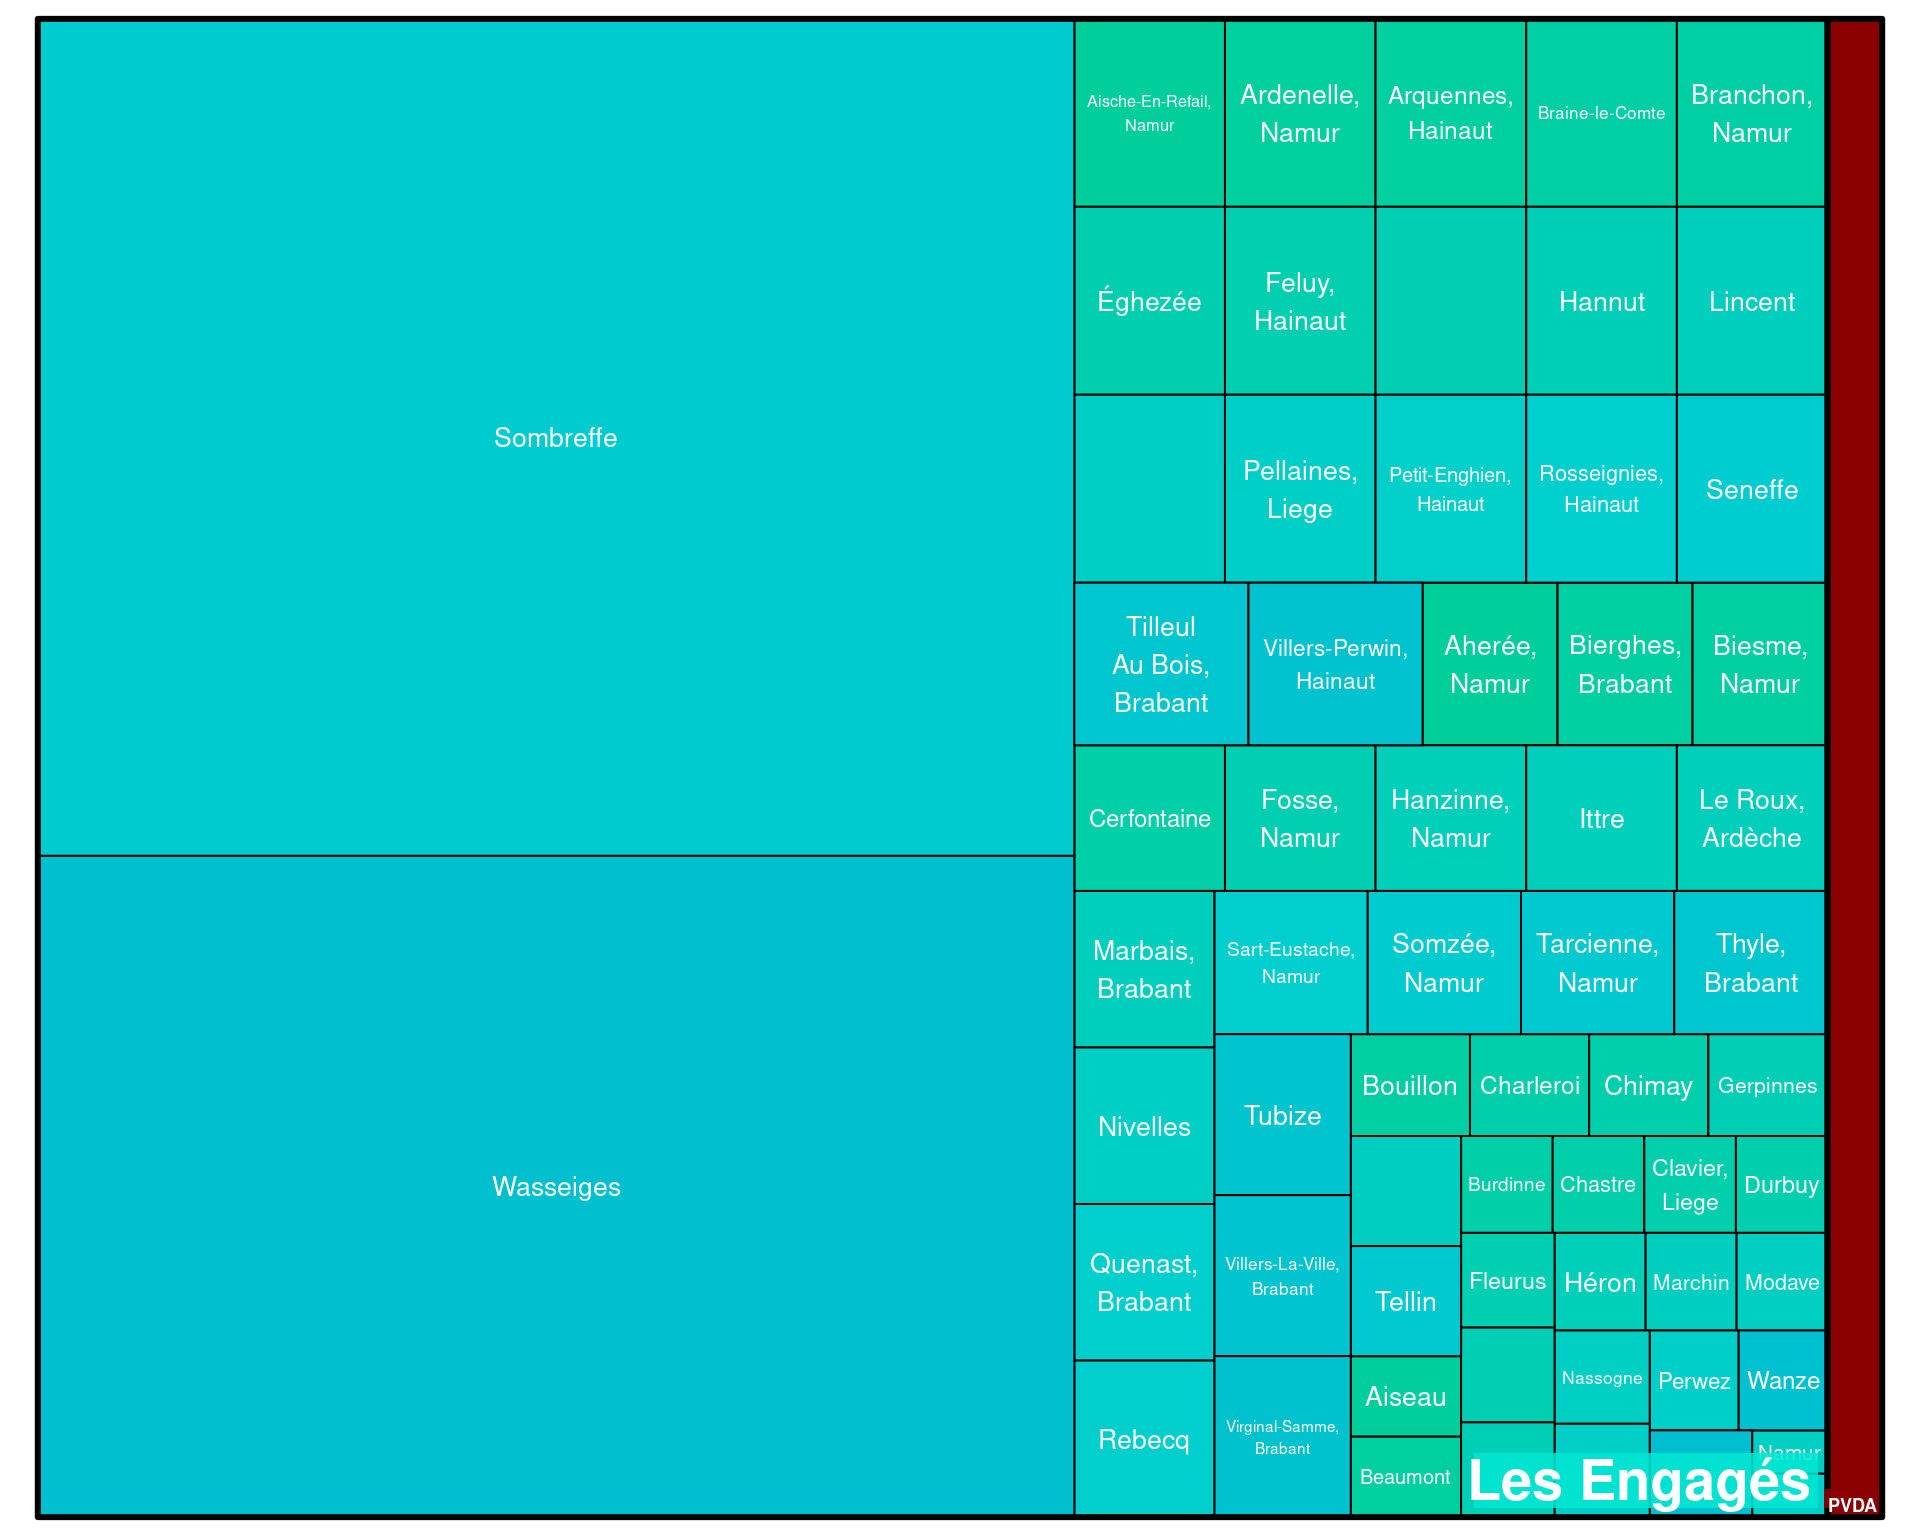 Sombreffe
Wasseiges
Aische-En-Refail,
Namur
Ardenelle,
Namur
Arquennes,
Hainaut
Braine-le-Comte
Branchon,
Namur
Éghezée
Feluy,
Hainaut
Hannut
Lincent
Pellaines,
Liege
Petit-Enghien,
Hainaut
Rosseignies,
Hainaut
Seneffe
Tilleul
Au Bois,
Brabant
Villers-Perwin,
Hainaut
Aherée,
Namur
Bierghes,
Brabant
Biesme,
Namur
Cerfontaine
Fosse,
Namur
Hanzinne,
Namur
Ittre
Le Roux,
Ardèche
Marbais,
Brabant
Nivelles
Quenast,
Brabant
Rebecq
Sart-Eustache,
Namur
Somzée,
Namur
Tarcienne,
Namur
Thyle,
Brabant
Tubize
Villers-La-Ville,
Brabant
Virginal-Samme,
Brabant
Bouillon
Charleroi
Chimay
Gerpinnes
Tellin
Aiseau
Beaumont
Burdinne
Chastre
Clavier,
Liege
Durbuy
Fleurus
Héron
Marchin
Modave
Nassogne
Perwez
Wanze
Namur
Les Engagés
PVDA